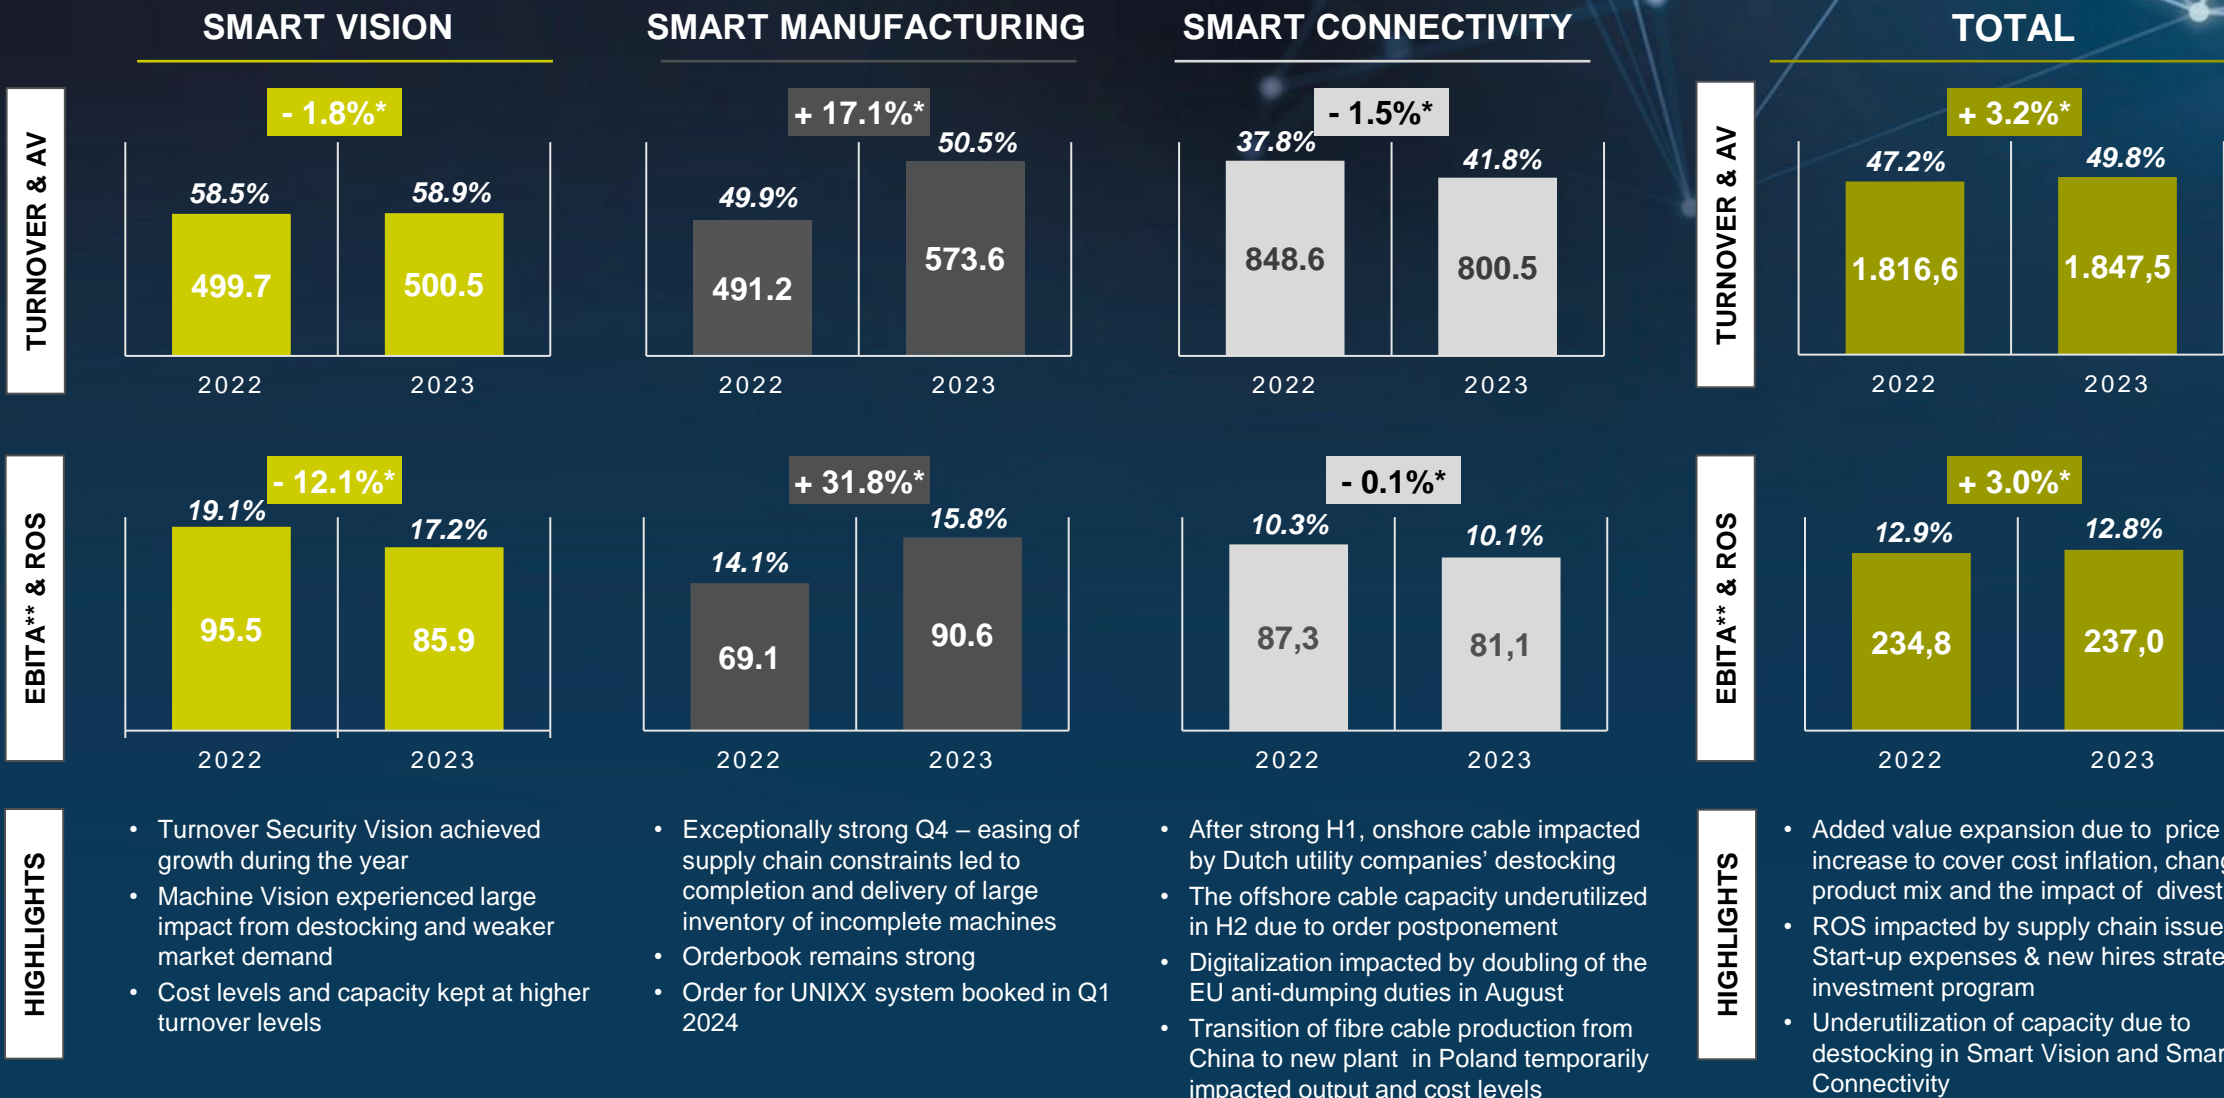 SMART VISION
SMART MANUFACTURING
SMART CONNECTIVITY
TOTAL
TURNOVER & AV
- 1.8%*
58.5%
58.9%
499.7
500.5
2022
2023
+ 17.1%*
49.9%
50.5%
491.2
573.6
2022
2023
- 1.5%*
37.8%
41.8%
848.6
800.5
2022
2023
TURNOVER & AV
+ 3.2%*
47.2%
49.8%
1.816,6
1.847,5
2022
2023
EBITA** & ROS
- 12.1%*
19.1%
17.2%
95.5
85.9
2022
2023
+ 31.8%*
14.1%
15.8%
69.1
90.6
2022
2023
- 0.1%*
10.3%
10.1%
87,3
81,1
2022
2023
EBITA** & ROS
+ 3.0%*
12.9%
12.8%
234,8
237,0
2022
2023
HIGHLIGHTS
• Turnover Security Vision achieved
growth during the year
• Machine Vision experienced large
impact from destocking and weaker
market demand
• Cost levels and capacity kept at higher
turnover levels
• Exceptionally strong Q4 – easing of
supply chain constraints led to
completion and delivery of large
inventory of incomplete machines
• Orderbook remains strong
• Order for UNIXX system booked in Q1
2024
• After strong H1, onshore cable impacted
by Dutch utility companies’ destocking
• The offshore cable capacity underutilized
in H2 due to order postponement
• Digitalization impacted by doubling of the
EU anti-dumping duties in August
• Transition of fibre cable production from
China to new plant in Poland temporarily
impacted output and cost levels
HIGHLIGHTS
• Added value expansion due to price
increase to cover cost inflation,
product mix and the impact of
• ROS impacted by supply chain
Start-up expenses & new hires
investment program
• Underutilization of capacity due to
destocking in Smart Vision and
Connectivity